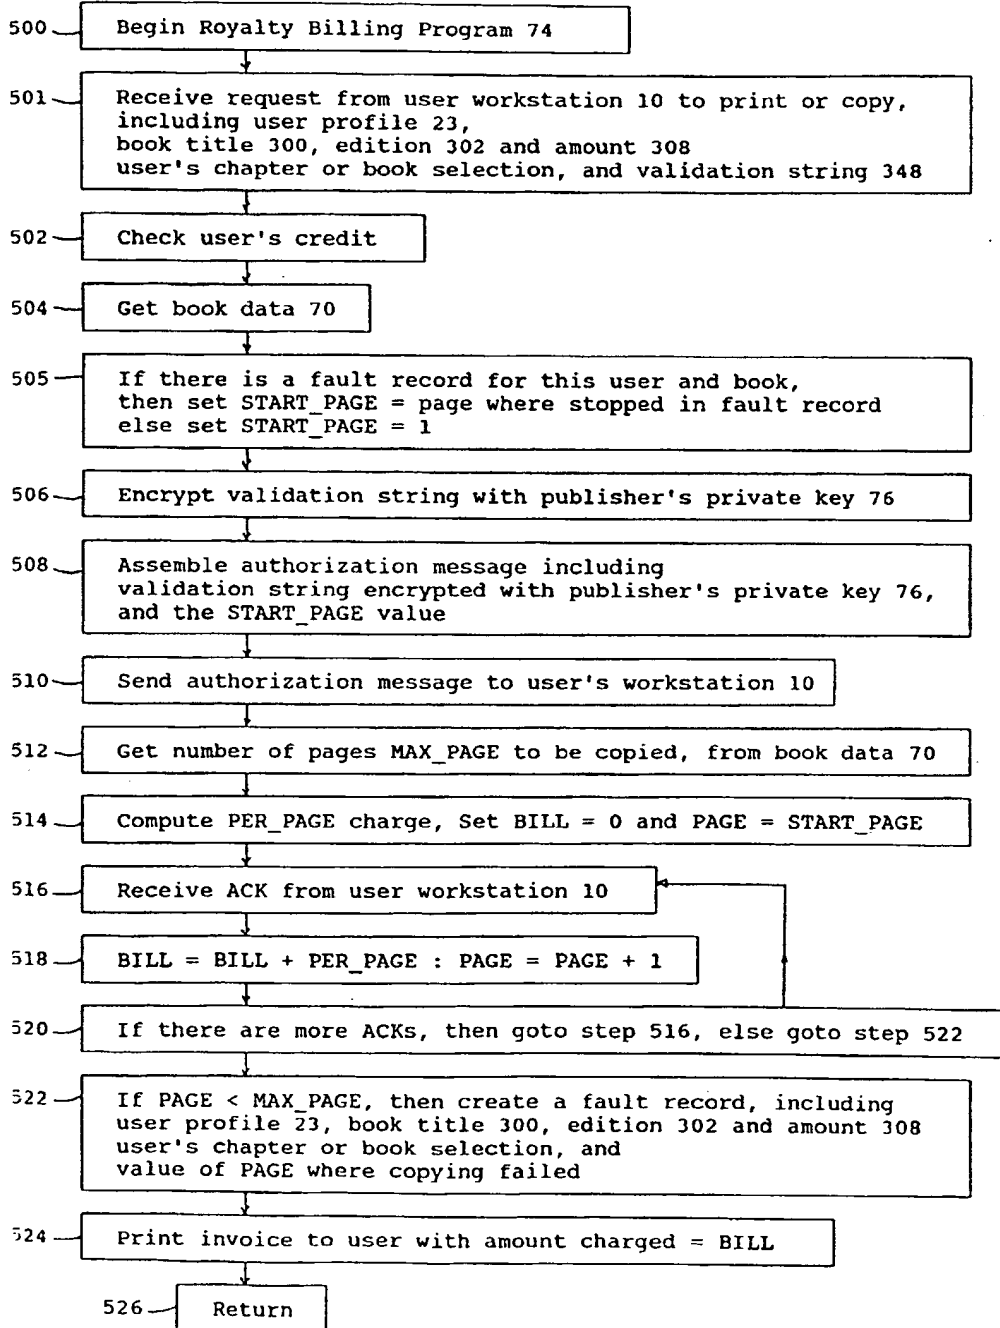 500 Begin Royalty Billing Program 74
501 Receive request from user workstation 10 to print or copy,
including user profile 23,
book title 300, edition 302 and amount 308
user's chapter or book selection, and validation string 348
502 Check user's credit
504 Get book data 70
505 If there is a fault record for this user and book,
then set START_PAGE = page where stopped in fault record
else set START_PAGE = 1
506 Encrypt validation string with publisher's private key 76
508 Assemble authorization message including
validation string encrypted with publisher's private key 76,
and the START_PAGE value
510 Send authorization message to user's workstation 10
512 Get number of pages MAX_PAGE to be copied, from book data 70
514 Compute PER_PAGE charge, Set BILL = 0 and PAGE = START_PAGE
516 Receive ACK from user workstation 10
518 BILL = BILL + PER_PAGE : PAGE = PAGE + 1
520 If there are more ACKs, then goto step 516, else goto step 522
522 If PAGE < MAX_PAGE, then create a fault record, including
user profile 23, book title 300, edition 302 and amount 308
user's chapter or book selection, and
value of PAGE where copying failed
524 Print invoice to user with amount charged = BILL
526 Return